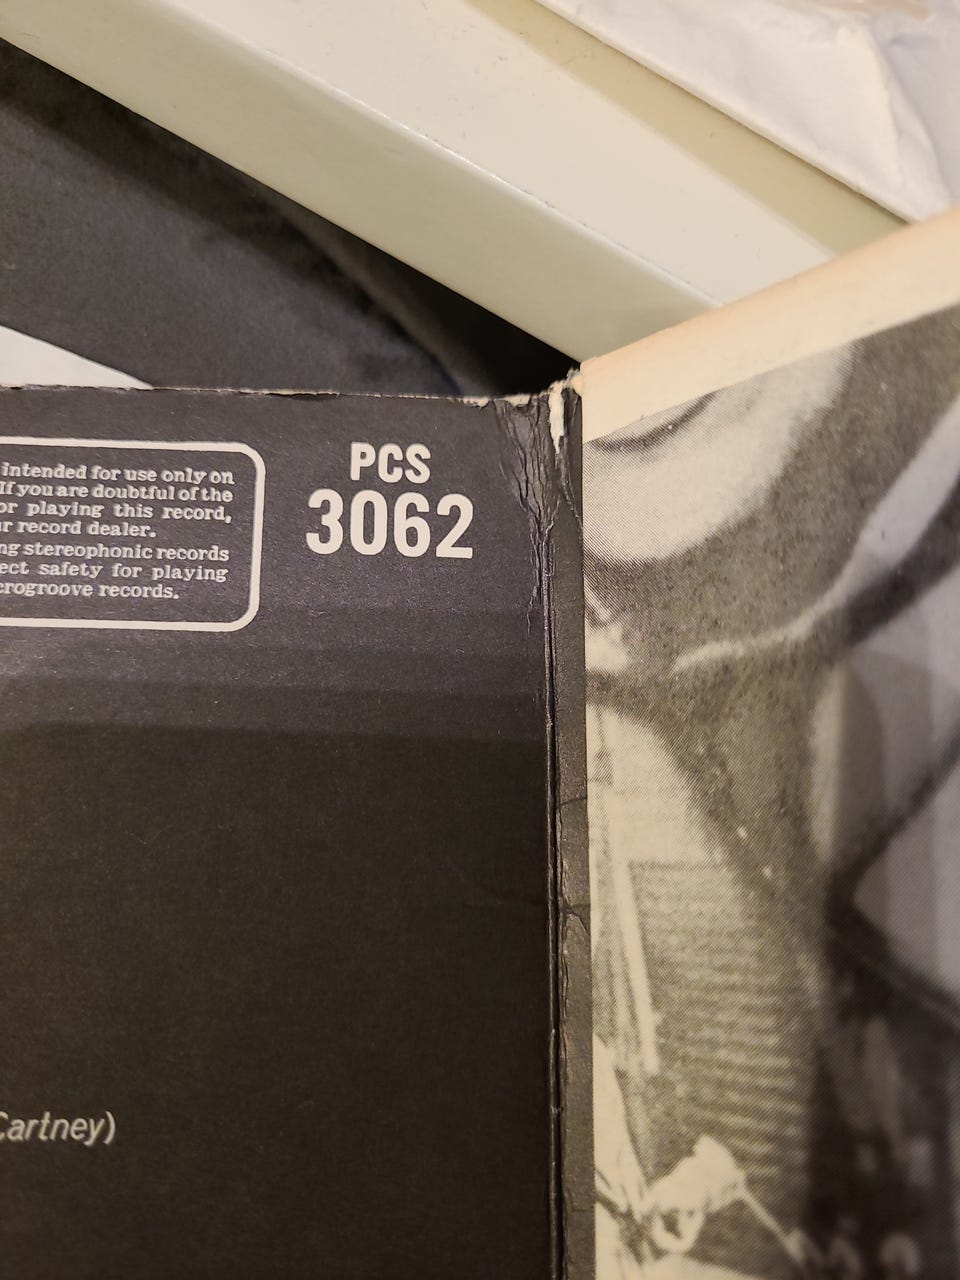 intended for use only on
If you are doubtful of the
or playing this record,
r record dealer.
ng stereophonic records
ect safety for playing
crogroove records.
PCS
3062
Cartney)